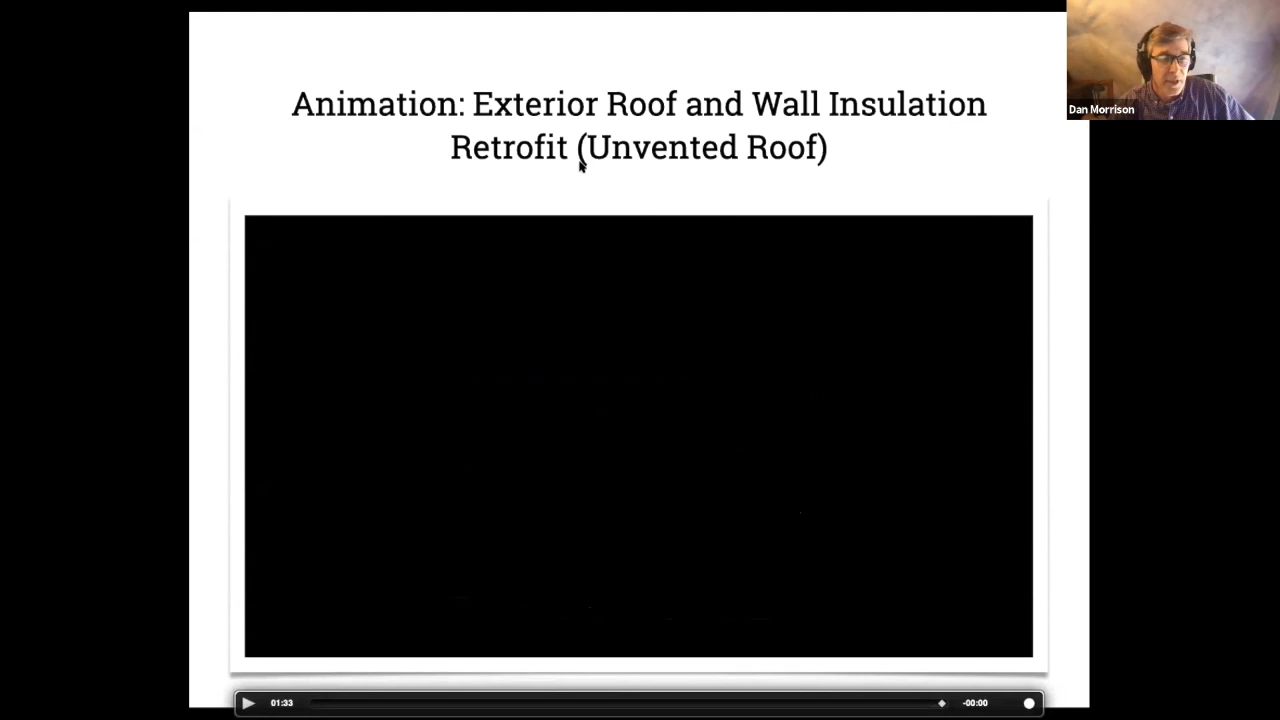 Animation: Exterior Roof and Wall Insulation
Retrofit (Unvented Roof)
Dan Morrison
01:33
-00:00